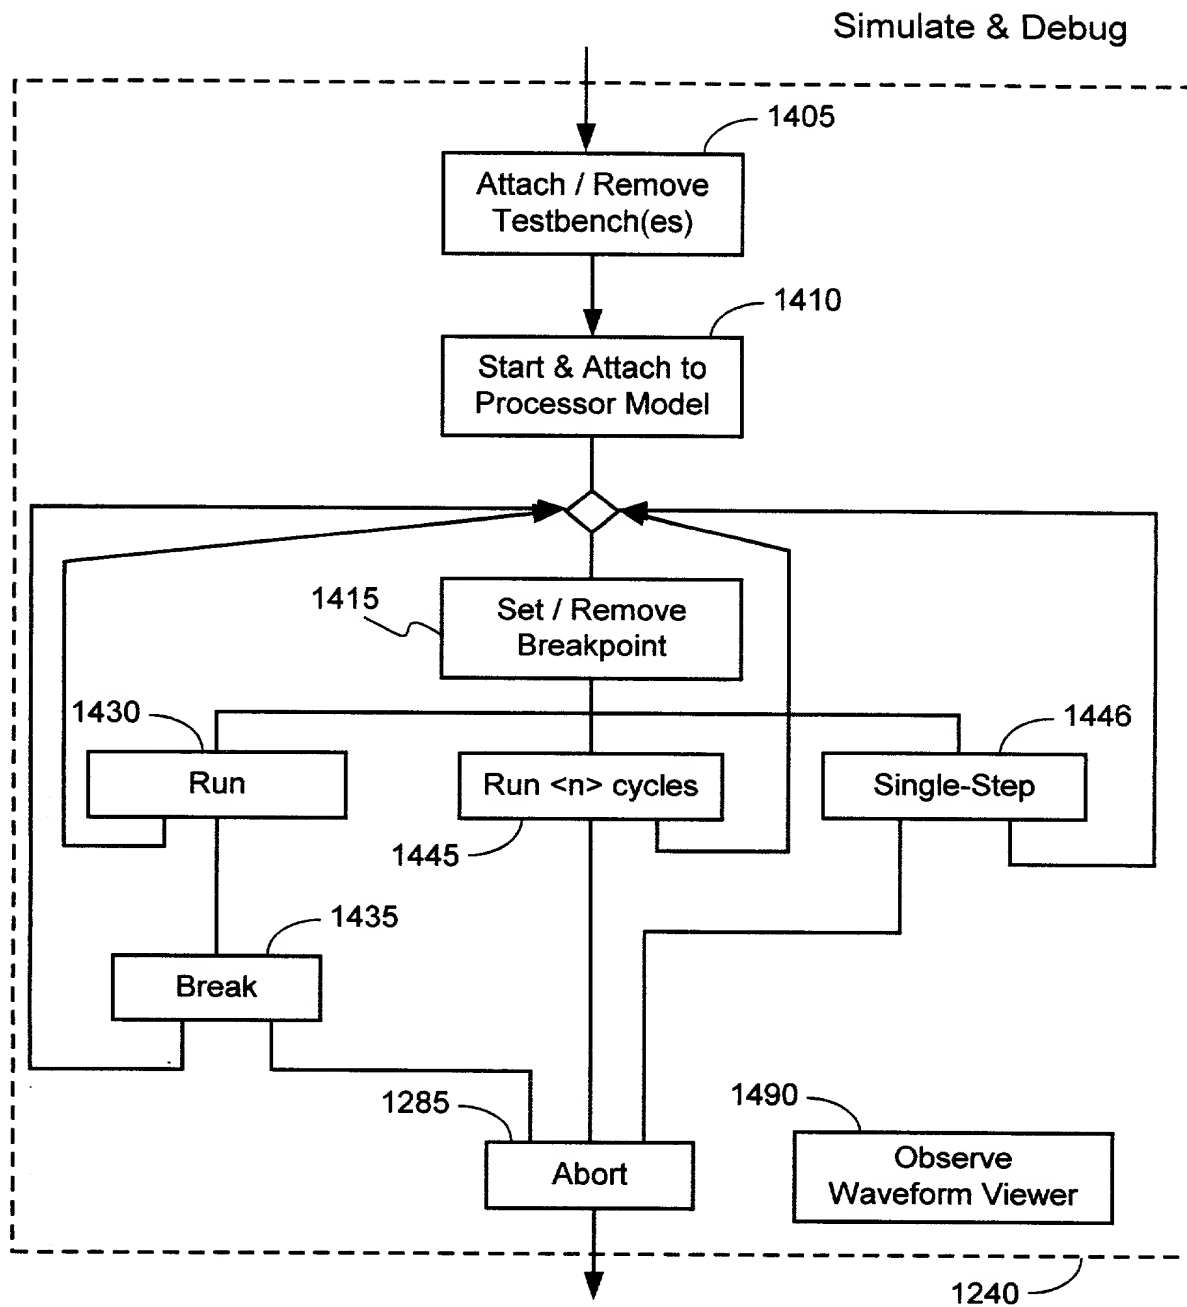 Simulate & Debug
1405
Attach / Remove
Testbench(es)
1410
Start & Attach to
Processor Model
1415
Set / Remove
Breakpoint
1430
1446
Run
Run <n> cycles
Single-Step
1445
1435
Break
1285
1490
Abort
Observe
Waveform Viewer
1240